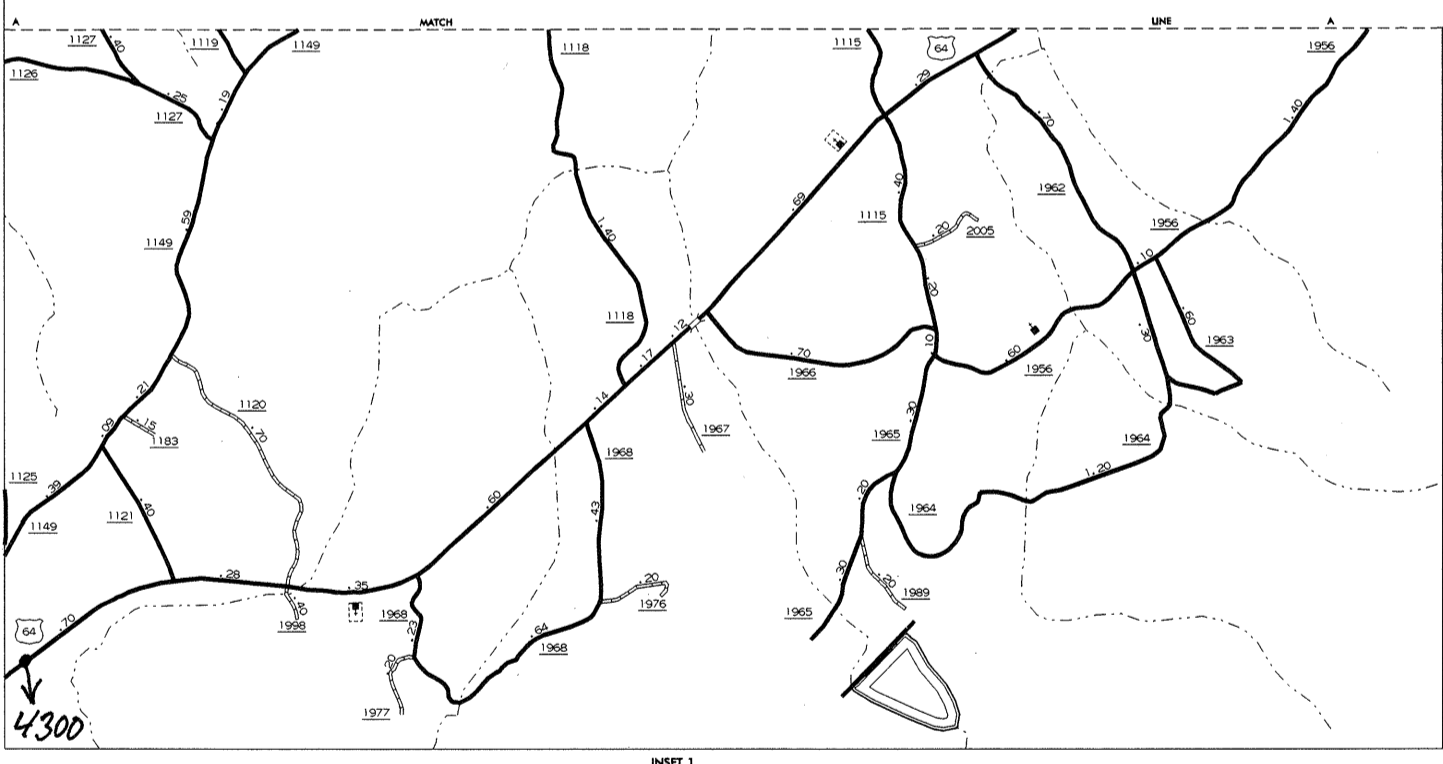 A MATCH LINE A
1127 .40 1119 1149 1118 1115 64 1956
1126 .25 .19 .29
1127 .70 1.40
.40 1962
.59 1.40 .69 1115 1956
1149 .20 2005 .10
1118 .20 .60
.12 .10 .30 1963
.17 .70 .60
1966 1956
.21 1120 .14 .30
.15 .70 .30
.09 1183 1968 1967 1965 1964
1125 1.20
.39 .40 .60 .43 .20 1964
1149 1121
.28 .35 .20 .30 .20
.70 .40 1968 1976 1965 1989
64 1998 .23 .64
1968
.20
1977
4300
INSET 1